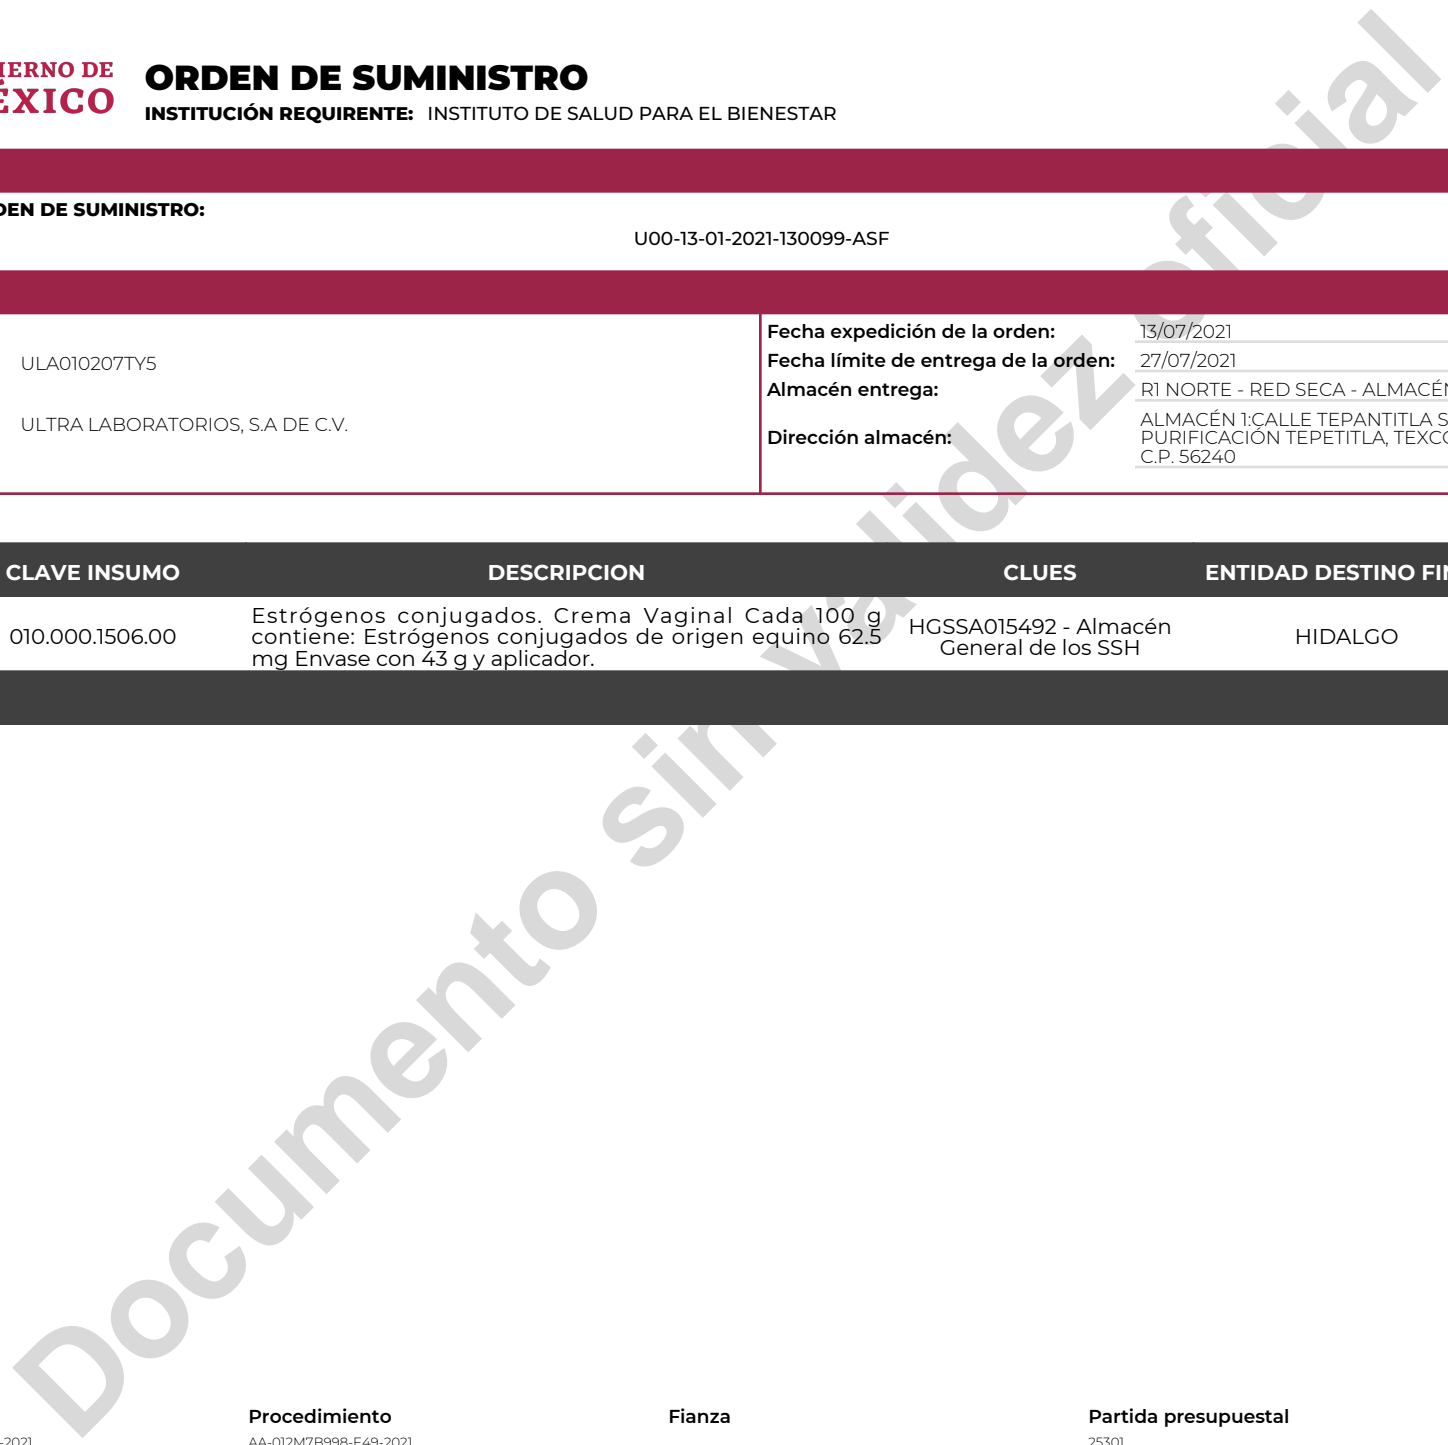 IERNO DE
ÉXICO
ORDEN DE SUMINISTRO
INSTITUCIÓN REQUIRENTE: INSTITUTO DE SALUD PARA EL BIENESTAR
DEN DE SUMINISTRO:
U00-13-01-2021-130099-ASF
ULA010207TY5
ULTRA LABORATORIOS, S.A DE C.V.
Fecha expedición de la orden: 13/07/2021
Fecha límite de entrega de la orden: 27/07/2021
Almacén entrega: R1 NORTE - RED SECA - ALMACÉN
Dirección almacén: ALMACÉN 1:CALLE TEPANTITLA S
PURIFICACIÓN TEPETITLA, TEXCO
C.P. 56240
CLAVE INSUMO DESCRIPCION CLUES ENTIDAD DESTINO FIN
010.000.1506.00
Estrógenos conjugados. Crema Vaginal Cada 100 g
contiene: Estrógenos conjugados de origen equino 62.5
mg Envase con 43 g y aplicador.
HGSSA015492 - Almacén
General de los SSH
HIDALGO
Documento sin validez oficial
Procedimiento Fianza Partida presupuestal
-2021 AA-012M7B998-E49-2021 25301